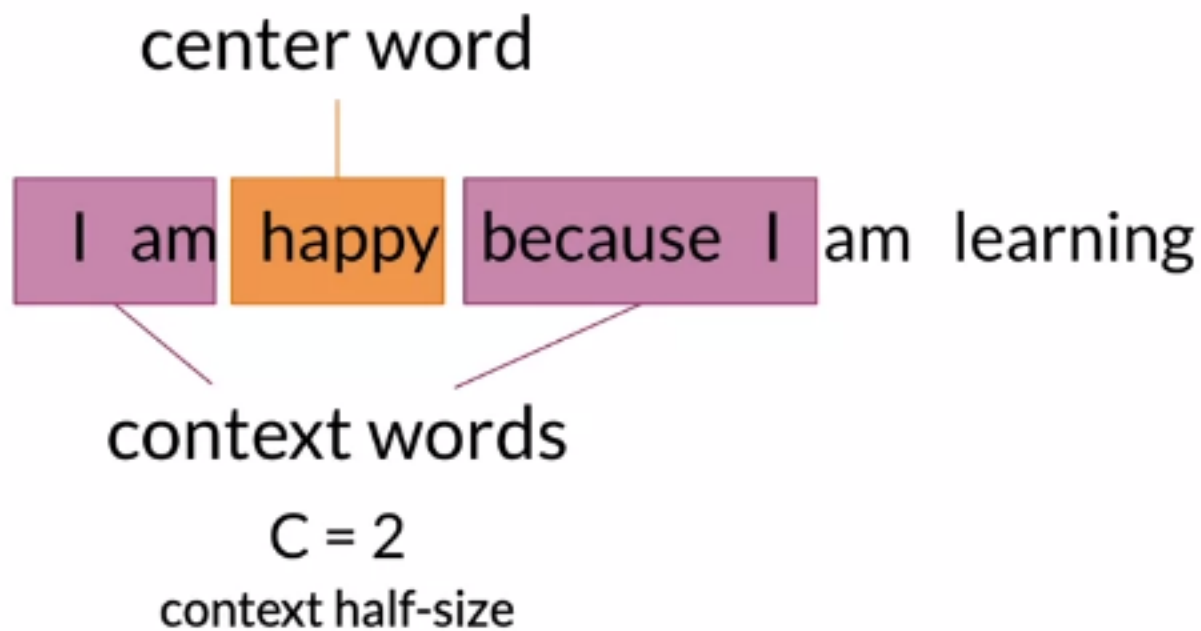 center word
I am happy because I am learning
context words
C = 2
context half-size